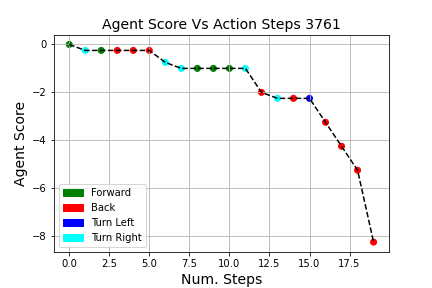 Agent Score Vs Action Steps 3761
Agent Score
0
−2
−4
−6
−8
Forward
Back
Turn Left
Turn Right
0.0 2.5 5.0 7.5 10.0 12.5 15.0 17.5
Num. Steps